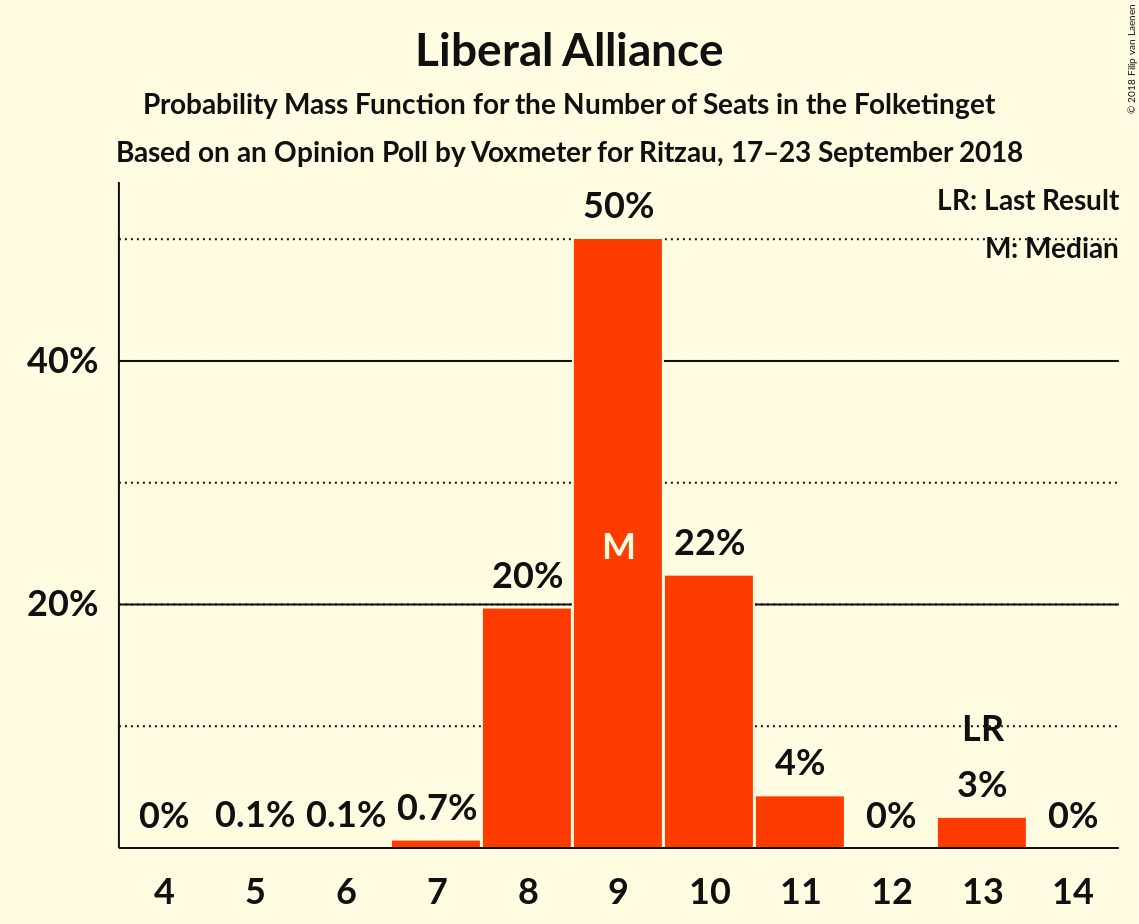 Liberal Alliance
Probability Mass Function for the Number of Seats in the Folketinget
Based on an Opinion Poll by Voxmeter for Ritzau, 17–23 September 2018
© 2018 Filip van Laenen
LR: Last Result
M: Median
50%
40%
20%
0%
0.1%
0.1%
0.7%
20%
M
22%
4%
0%
LR
3%
0%
4 5 6 7 8 9 10 11 12 13 14